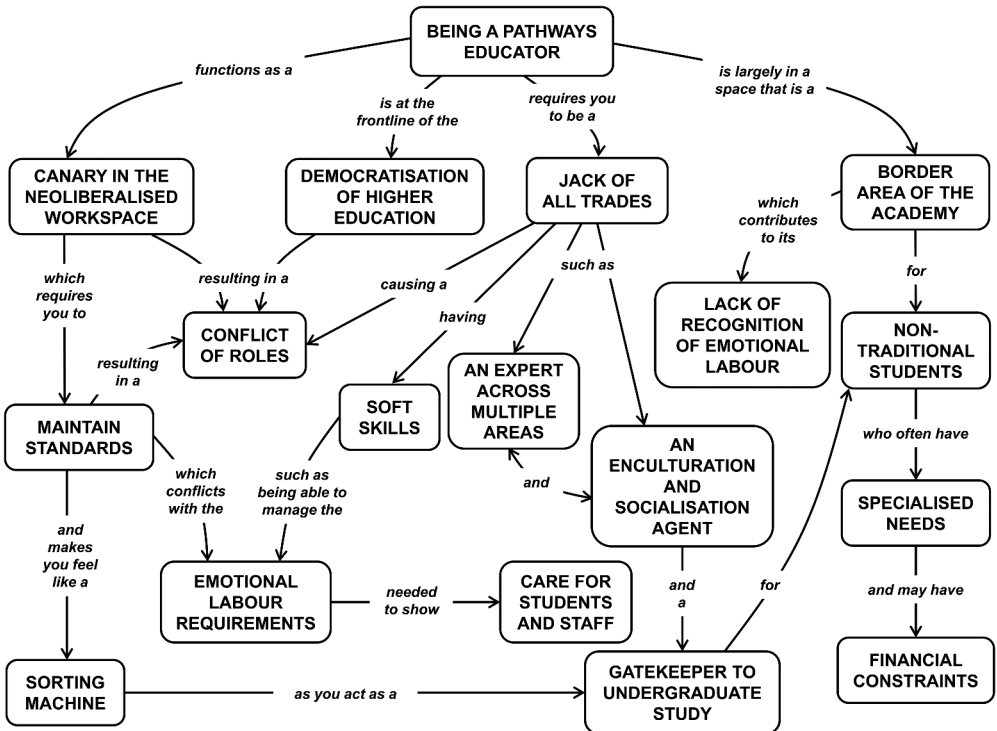 BEING A PATHWAYS
EDUCATOR
functions as a
is at the
frontline of the
requires you
to be a
is largely in a
space that is a
CANARY IN THE
NEOLIBERALISED
WORKSPACE
DEMOCRATISATION
OF HIGHER
EDUCATION
JACK OF
ALL TRADES
BORDER
AREA OF THE
ACADEMY
which
requires
you to
resulting in a
causing a
having
such as
which
contributes
to its
for
CONFLICT
OF ROLES
LACK OF
RECOGNITION
OF EMOTIONAL
LABOUR
NON-
TRADITIONAL
STUDENTS
resulting
in a
AN EXPERT
ACROSS
MULTIPLE
AREAS
SOFT
SKILLS
MAINTAIN
STANDARDS
AN
ENCULTURATION
AND
SOCIALISATION
AGENT
who often have
which
conflicts
with the
such as
being able to
manage the
and
SPECIALISED
NEEDS
and
makes
you feel
like a
EMOTIONAL
LABOUR
REQUIREMENTS
needed
to show
CARE FOR
STUDENTS
AND STAFF
and
a
for
and may have
SORTING
MACHINE
as you act as a
GATEKEEPER TO
UNDERGRADUATE
STUDY
FINANCIAL
CONSTRAINTS